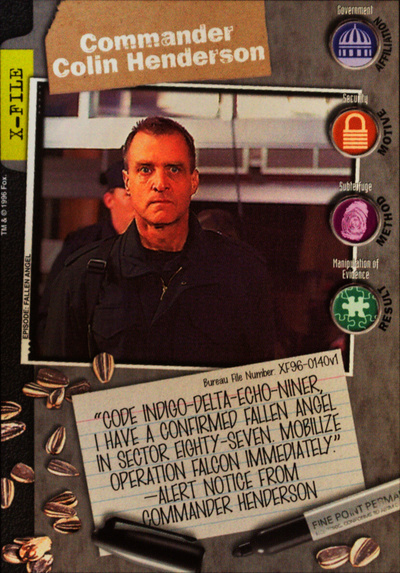 Commander
Colin Henderson
Government
AFFILIATION
X-FILE
Security
MOTIVE
TM & © 1996 Fox.
Subterfuge
METHOD
Manipulation of
Evidence
RESULT
EPISODE: FALLEN ANGEL
Bureau File Number: XF96-0140v1
"CODE INDIGO-DELTA-ECHO-NINER,
I HAVE A CONFIRMED FALLEN ANGEL
IN SECTOR EIGHTY-SEVEN. MOBILIZE
OPERATION FALCON IMMEDIATELY."
—ALERT NOTICE FROM
COMMANDER HENDERSON
FINE POINT PERMA